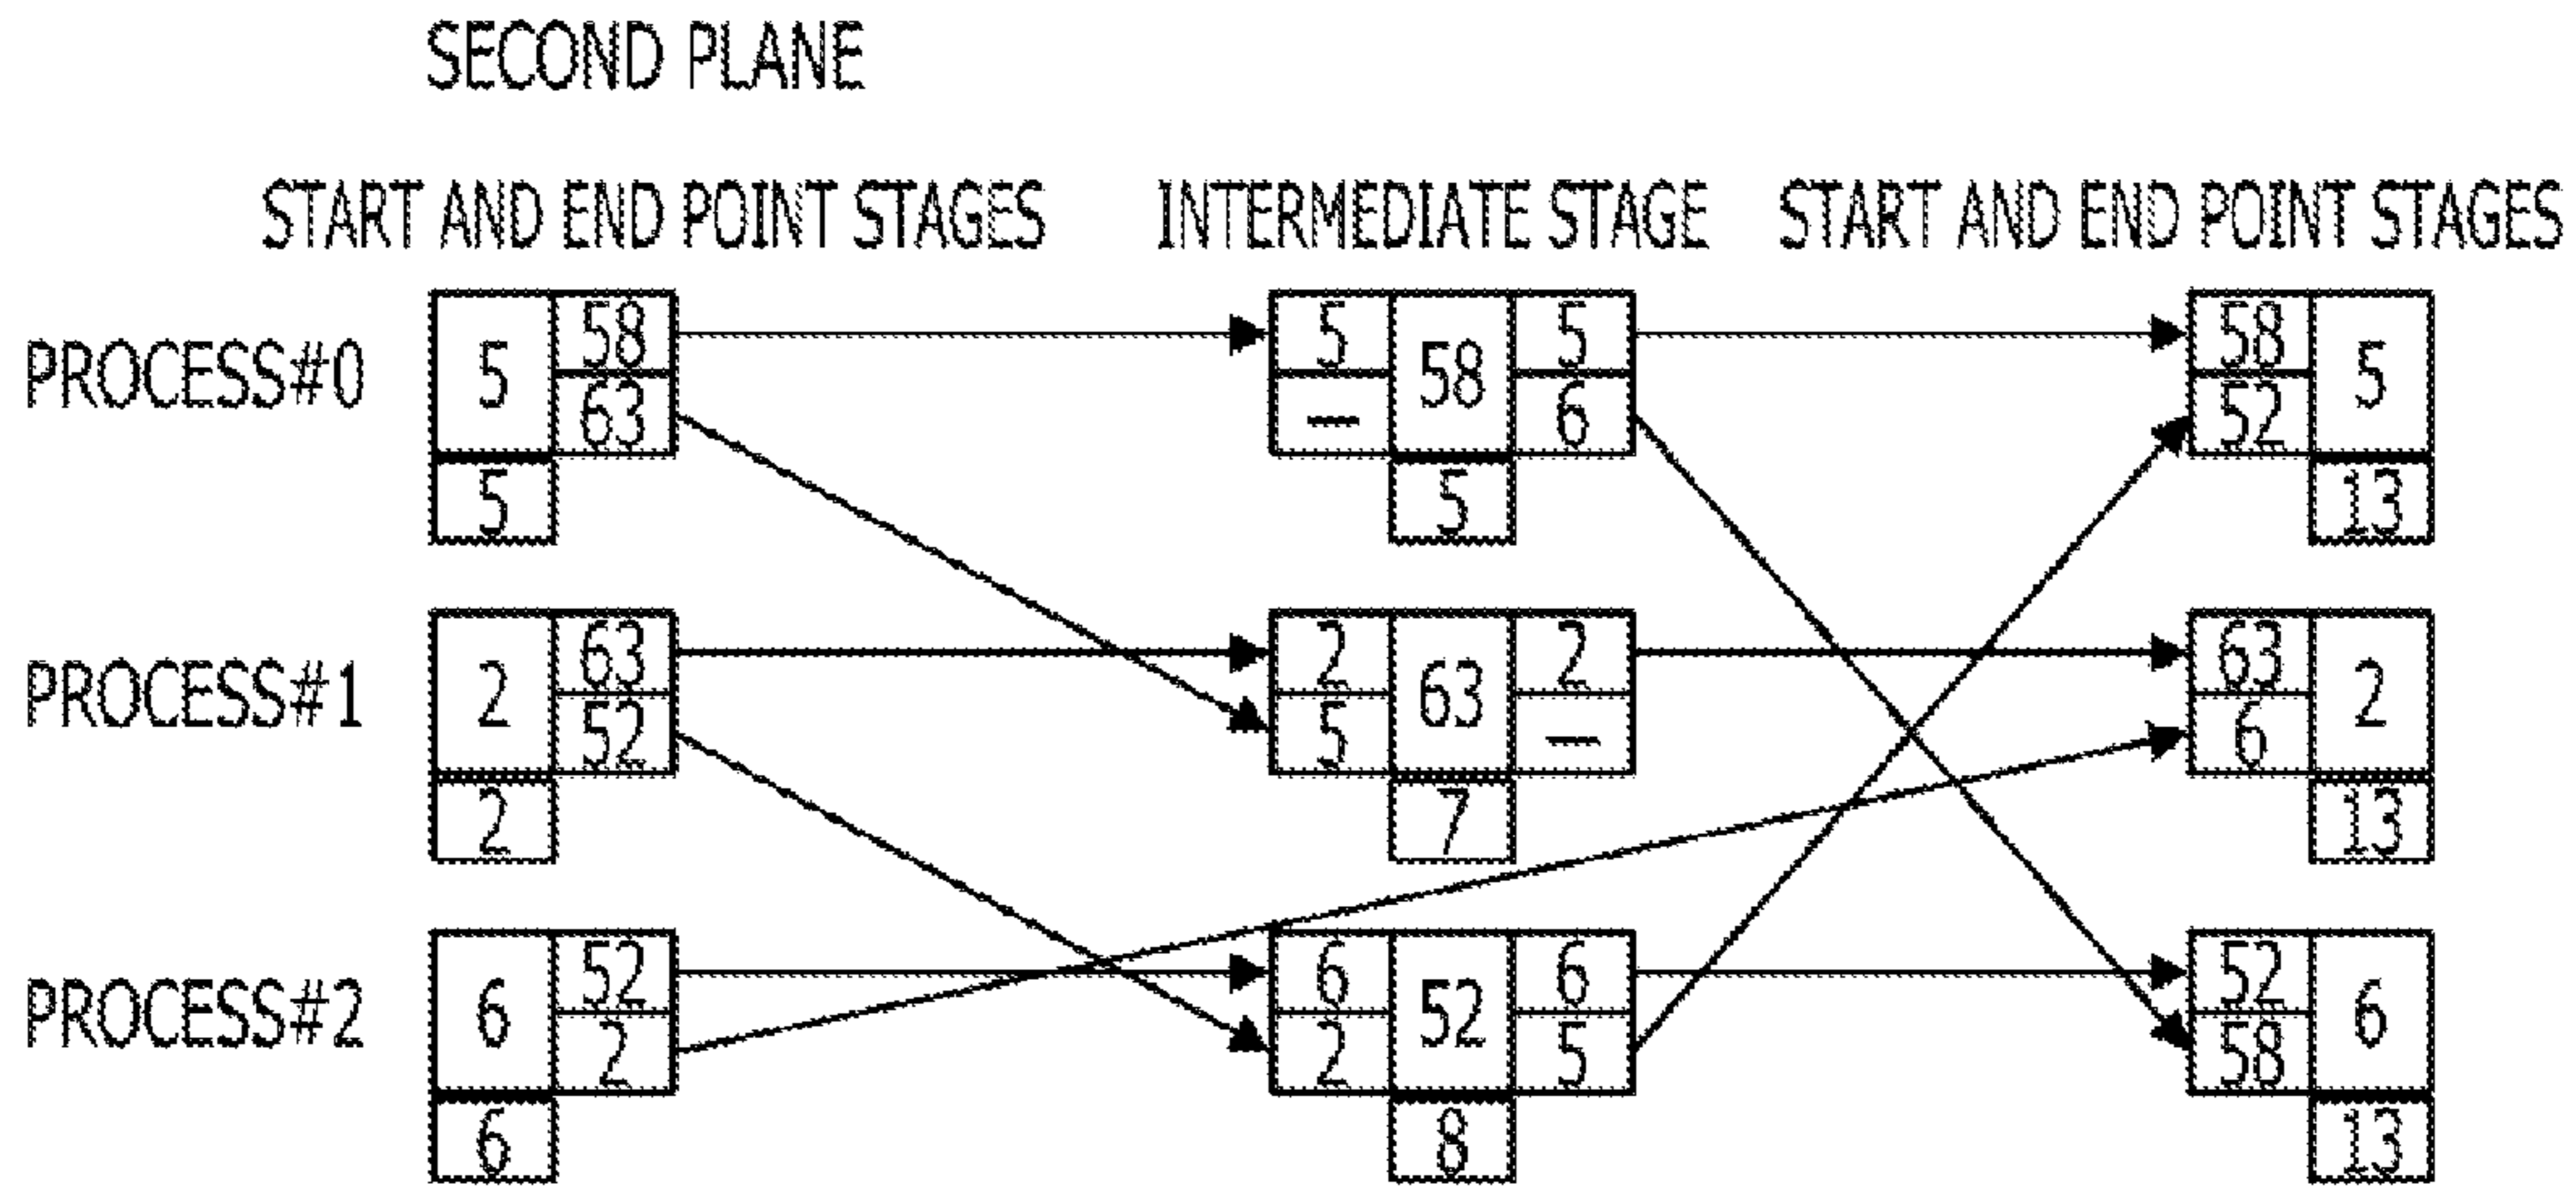 SECOND PLANE
START AND END POINT STAGES INTERMEDIATE STAGE START AND END POINT STAGES
PROCESS#0
5 58 63 5
5 — 58 5 6 5
58 52 5 13
PROCESS#1
2 63 52 2
2 5 63 2 — 7
63 6 2 13
PROCESS#2
6 52 2 6
6 2 52 6 5 8
52 58 6 13